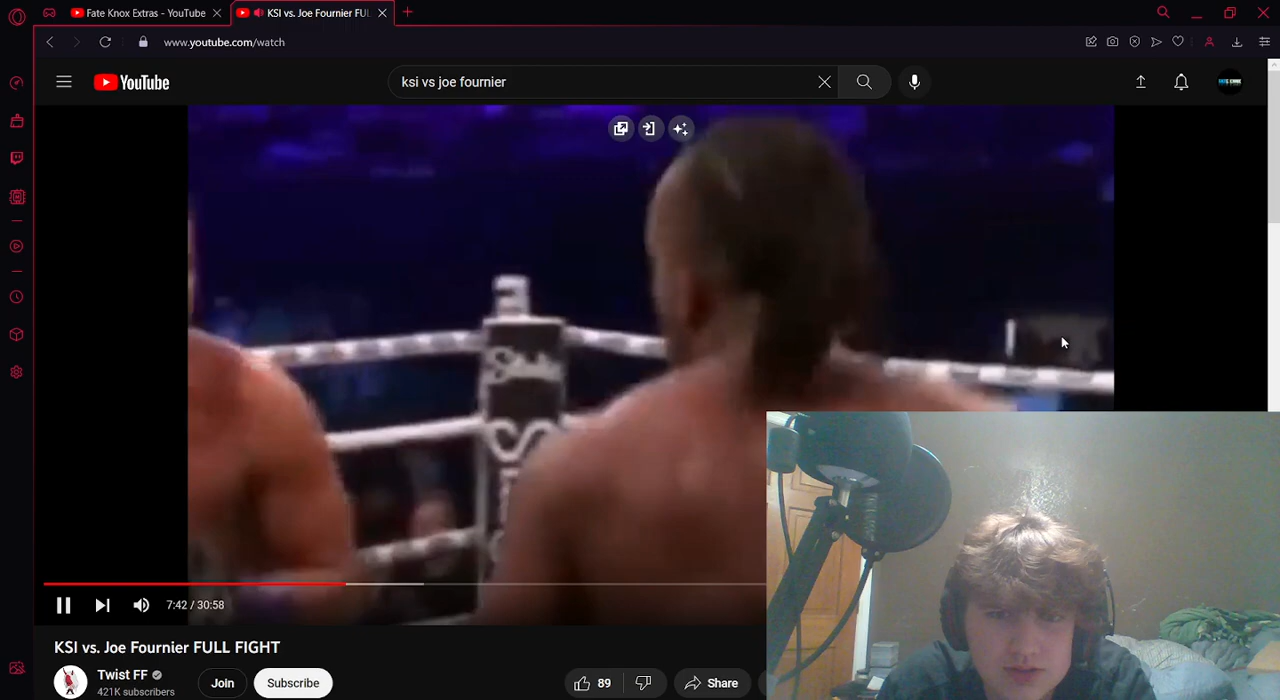 Fate Knox Extras - YouTube
KSI vs. Joe Fournier FUL
www.youtube.com/watch
YouTube
ksi vs joe fournier
7:42 / 30:58
KSI vs. Joe Fournier FULL FIGHT
Twist FF
421K subscribers
Join
Subscribe
89
Share